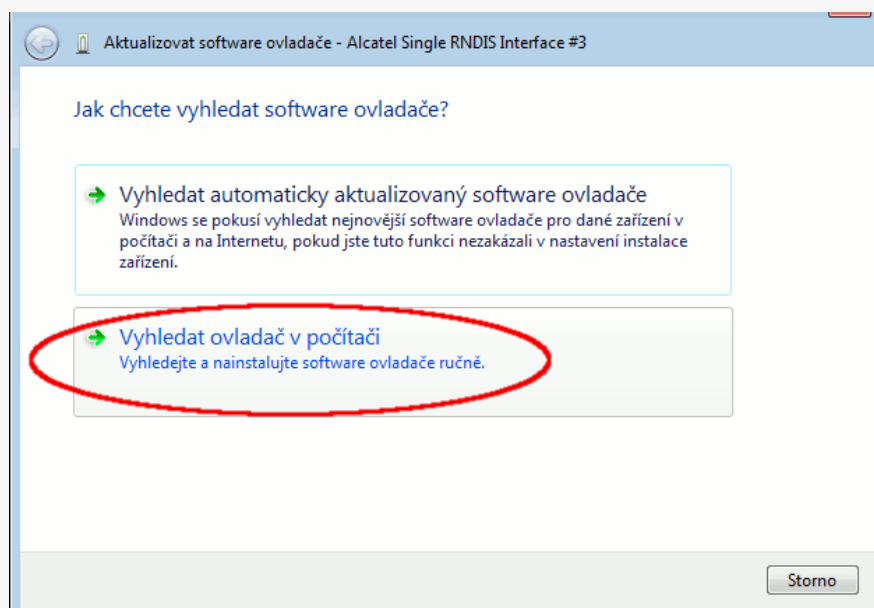 Aktualizovat software ovladače - Alcatel Single RNDIS Interface #3
Jak chcete vyhledat software ovladače?
Vyhledat automaticky aktualizovaný software ovladače
Windows se pokusí vyhledat nejnovější software ovladače pro dané zařízení v
počítači a na Internetu, pokud jste tuto funkci nezakázali v nastavení instalace
zařízení.
Vyhledat ovladač v počítači
Vyhledejte a nainstalujte software ovladače ručně.
Storno